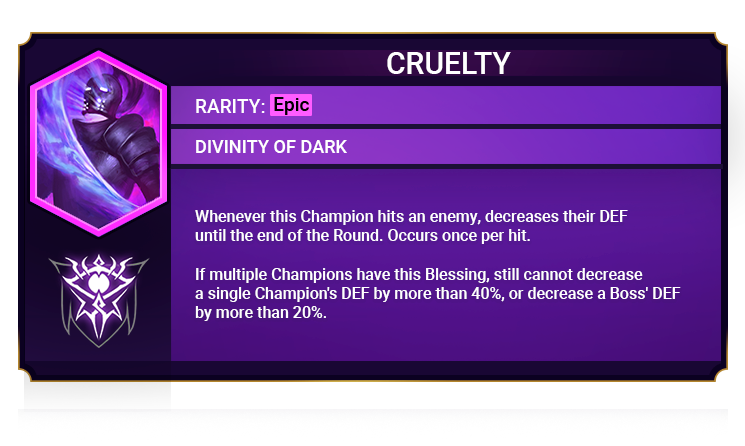 CRUELTY
RARITY: Epic
DIVINITY OF DARK
Whenever this Champion hits an enemy, decreases their DEF
until the end of the Round. Occurs once per hit.
If multiple Champions have this Blessing, still cannot decrease
a single Champion's DEF by more than 40%, or decrease a Boss' DEF
by more than 20%.